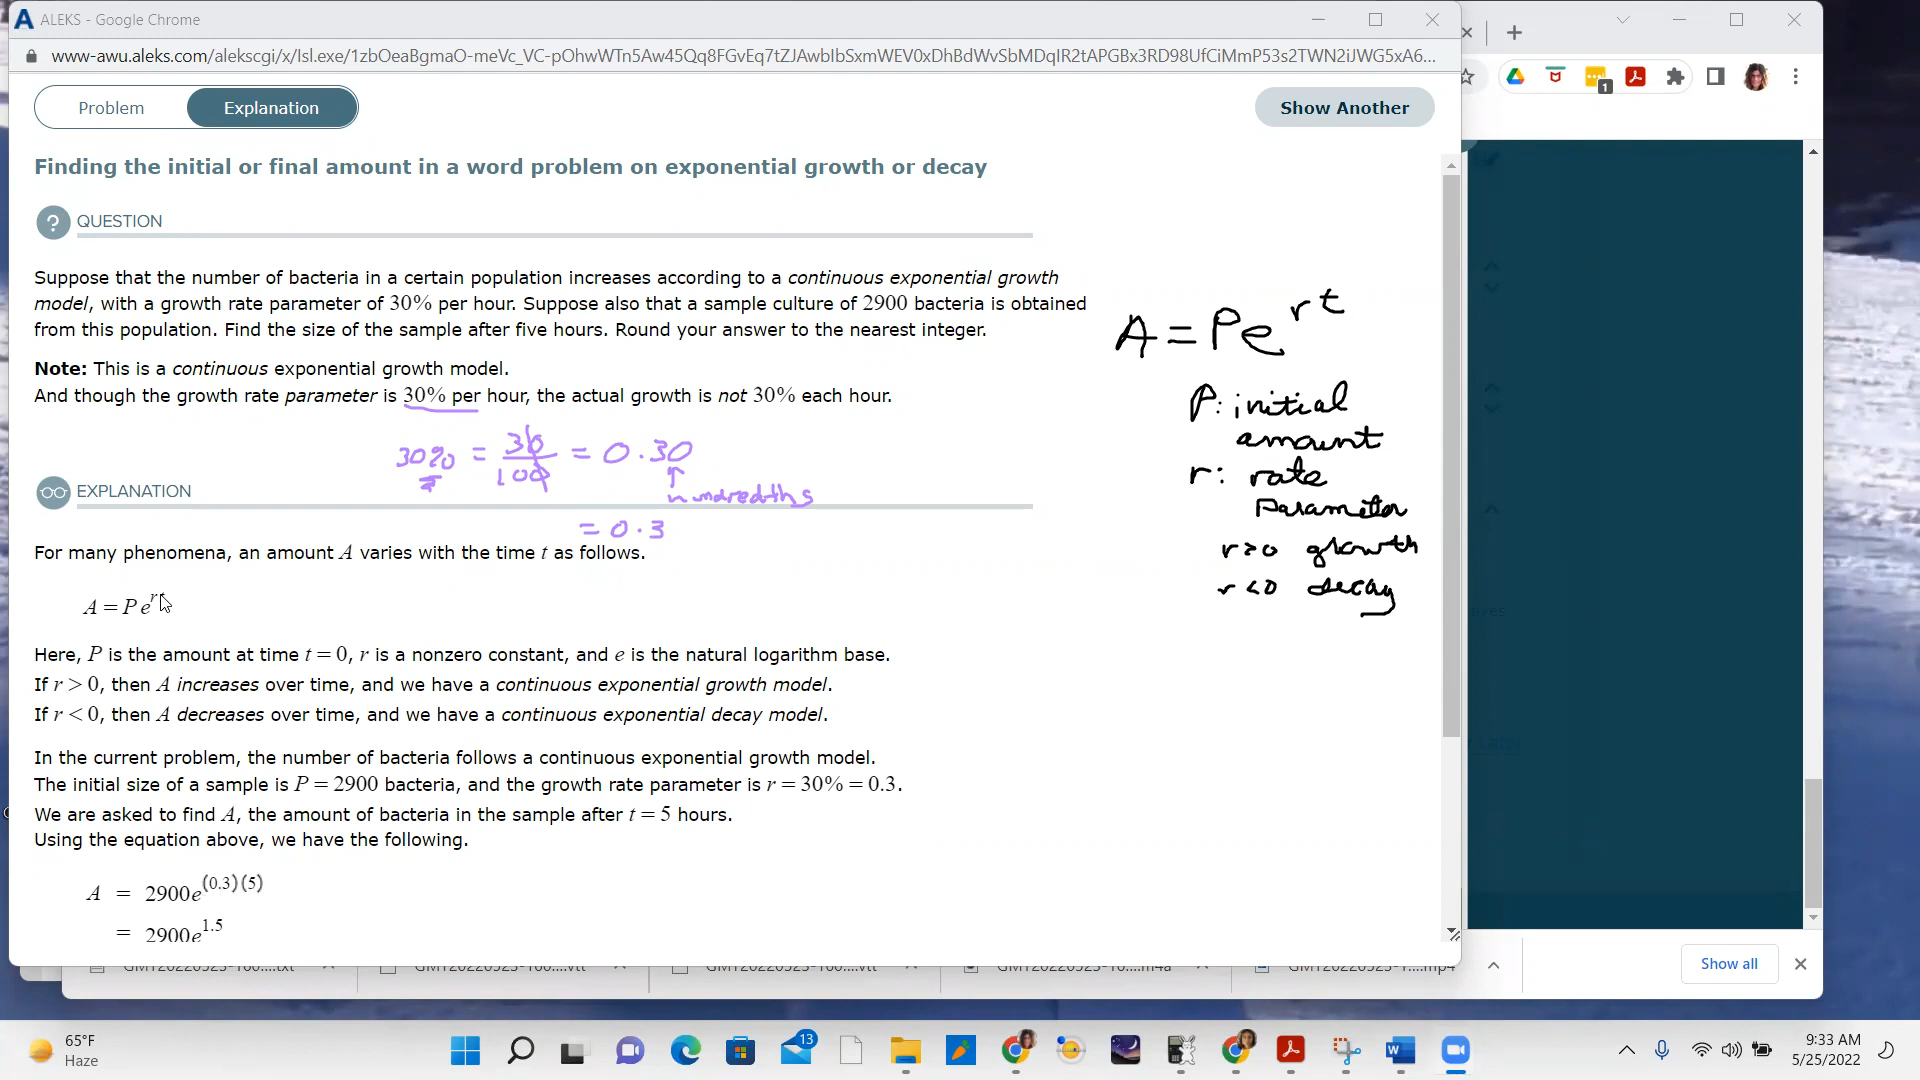 ALEKS - Google Chrome
www-awu.aleks.com/alekscgi/x/Isl.exe/1zbOeaBgmaO-meVc_VC-pOhwWTn5Aw45Qq8FGvEq7tZJAwbIbSxmWEV0xDhBdWvSbMDqIR2tAPGBx3RD98UfCiMmP53s2TWN2iJWG5xA6...
Problem
Explanation
Show Another
Finding the initial or final amount in a word problem on exponential growth or decay
? QUESTION
Suppose that the number of bacteria in a certain population increases according to a continuous exponential growth
model, with a growth rate parameter of 30% per hour. Suppose also that a sample culture of 2900 bacteria is obtained
from this population. Find the size of the sample after five hours. Round your answer to the nearest integer.
Note: This is a continuous exponential growth model.
And though the growth rate parameter is 30% per hour, the actual growth is not 30% each hour.
30% = 30/100 = 0.30
↑
hundredths
= 0.3
A = Pe^rt
P: initial
amount
r: rate
Parameter
r>0 growth
r<0 decay
EXPLANATION
For many phenomena, an amount A varies with the time t as follows.
A = P e^r
Here, P is the amount at time t = 0, r is a nonzero constant, and e is the natural logarithm base.
If r > 0, then A increases over time, and we have a continuous exponential growth model.
If r < 0, then A decreases over time, and we have a continuous exponential decay model.
In the current problem, the number of bacteria follows a continuous exponential growth model.
The initial size of a sample is P = 2900 bacteria, and the growth rate parameter is r = 30% = 0.3.
We are asked to find A, the amount of bacteria in the sample after t = 5 hours.
Using the equation above, we have the following.
A = 2900e^(0.3)(5)
= 2900e^1.5
Show all
65°F
Haze
13
1
9:33 AM
5/25/2022